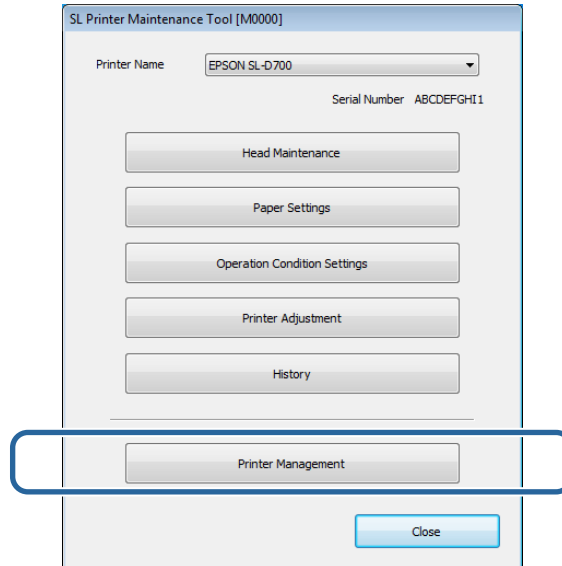 SL Printer Maintenance Tool [M0000]
Printer Name EPSON SL-D700
Serial Number ABCDEFGHI1
Head Maintenance
Paper Settings
Operation Condition Settings
Printer Adjustment
History
Printer Management
Close